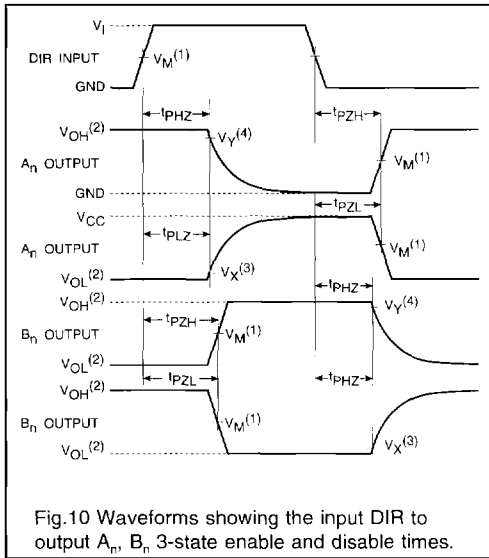 V_I
DIR INPUT
V_M(1)
GND
t_PHZ
t_PZH
V_OH(2)
V_Y(4)
A_n OUTPUT
V_M(1)
GND
t_PZL
V_CC
t_PLZ
A_n OUTPUT
V_M(1)
V_OL(2)
V_X(3)
t_PHZ
V_OH(2)
V_Y(4)
t_PZH
B_n OUTPUT
V_M(1)
V_OL(2)
t_PZL
t_PHZ
V_OH(2)
B_n OUTPUT
V_M(1)
V_X(3)
V_OL(2)
Fig.10 Waveforms showing the input DIR to
output A_n, B_n 3-state enable and disable times.